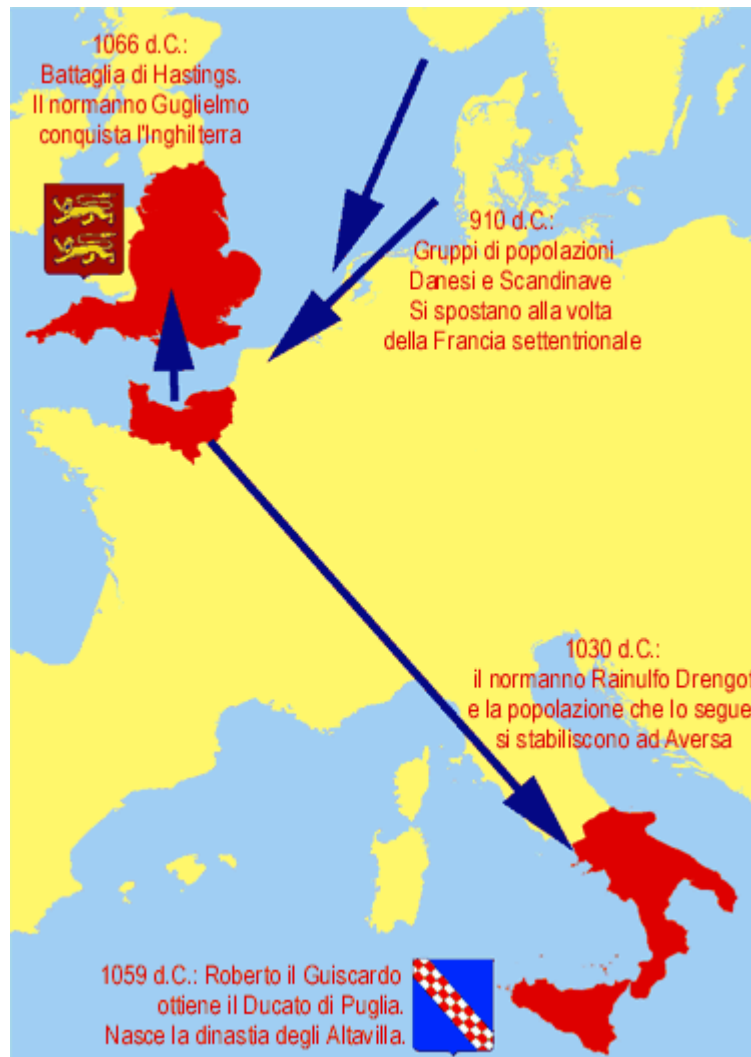 1066 d.C.:
Battaglia di Hastings.
Il normanno Guglielmo
conquista l'Inghilterra
910 d.C.:
Gruppi di popolazioni
Danesi e Scandinave
Si spostano alla volta
della Francia settentrionale
1030 d.C.:
il normanno Rainulfo Drengot
e la popolazione che lo segue
si stabiliscono ad Aversa
1059 d.C.: Roberto il Guiscardo
ottiene il Ducato di Puglia.
Nasce la dinastia degli Altavilla.